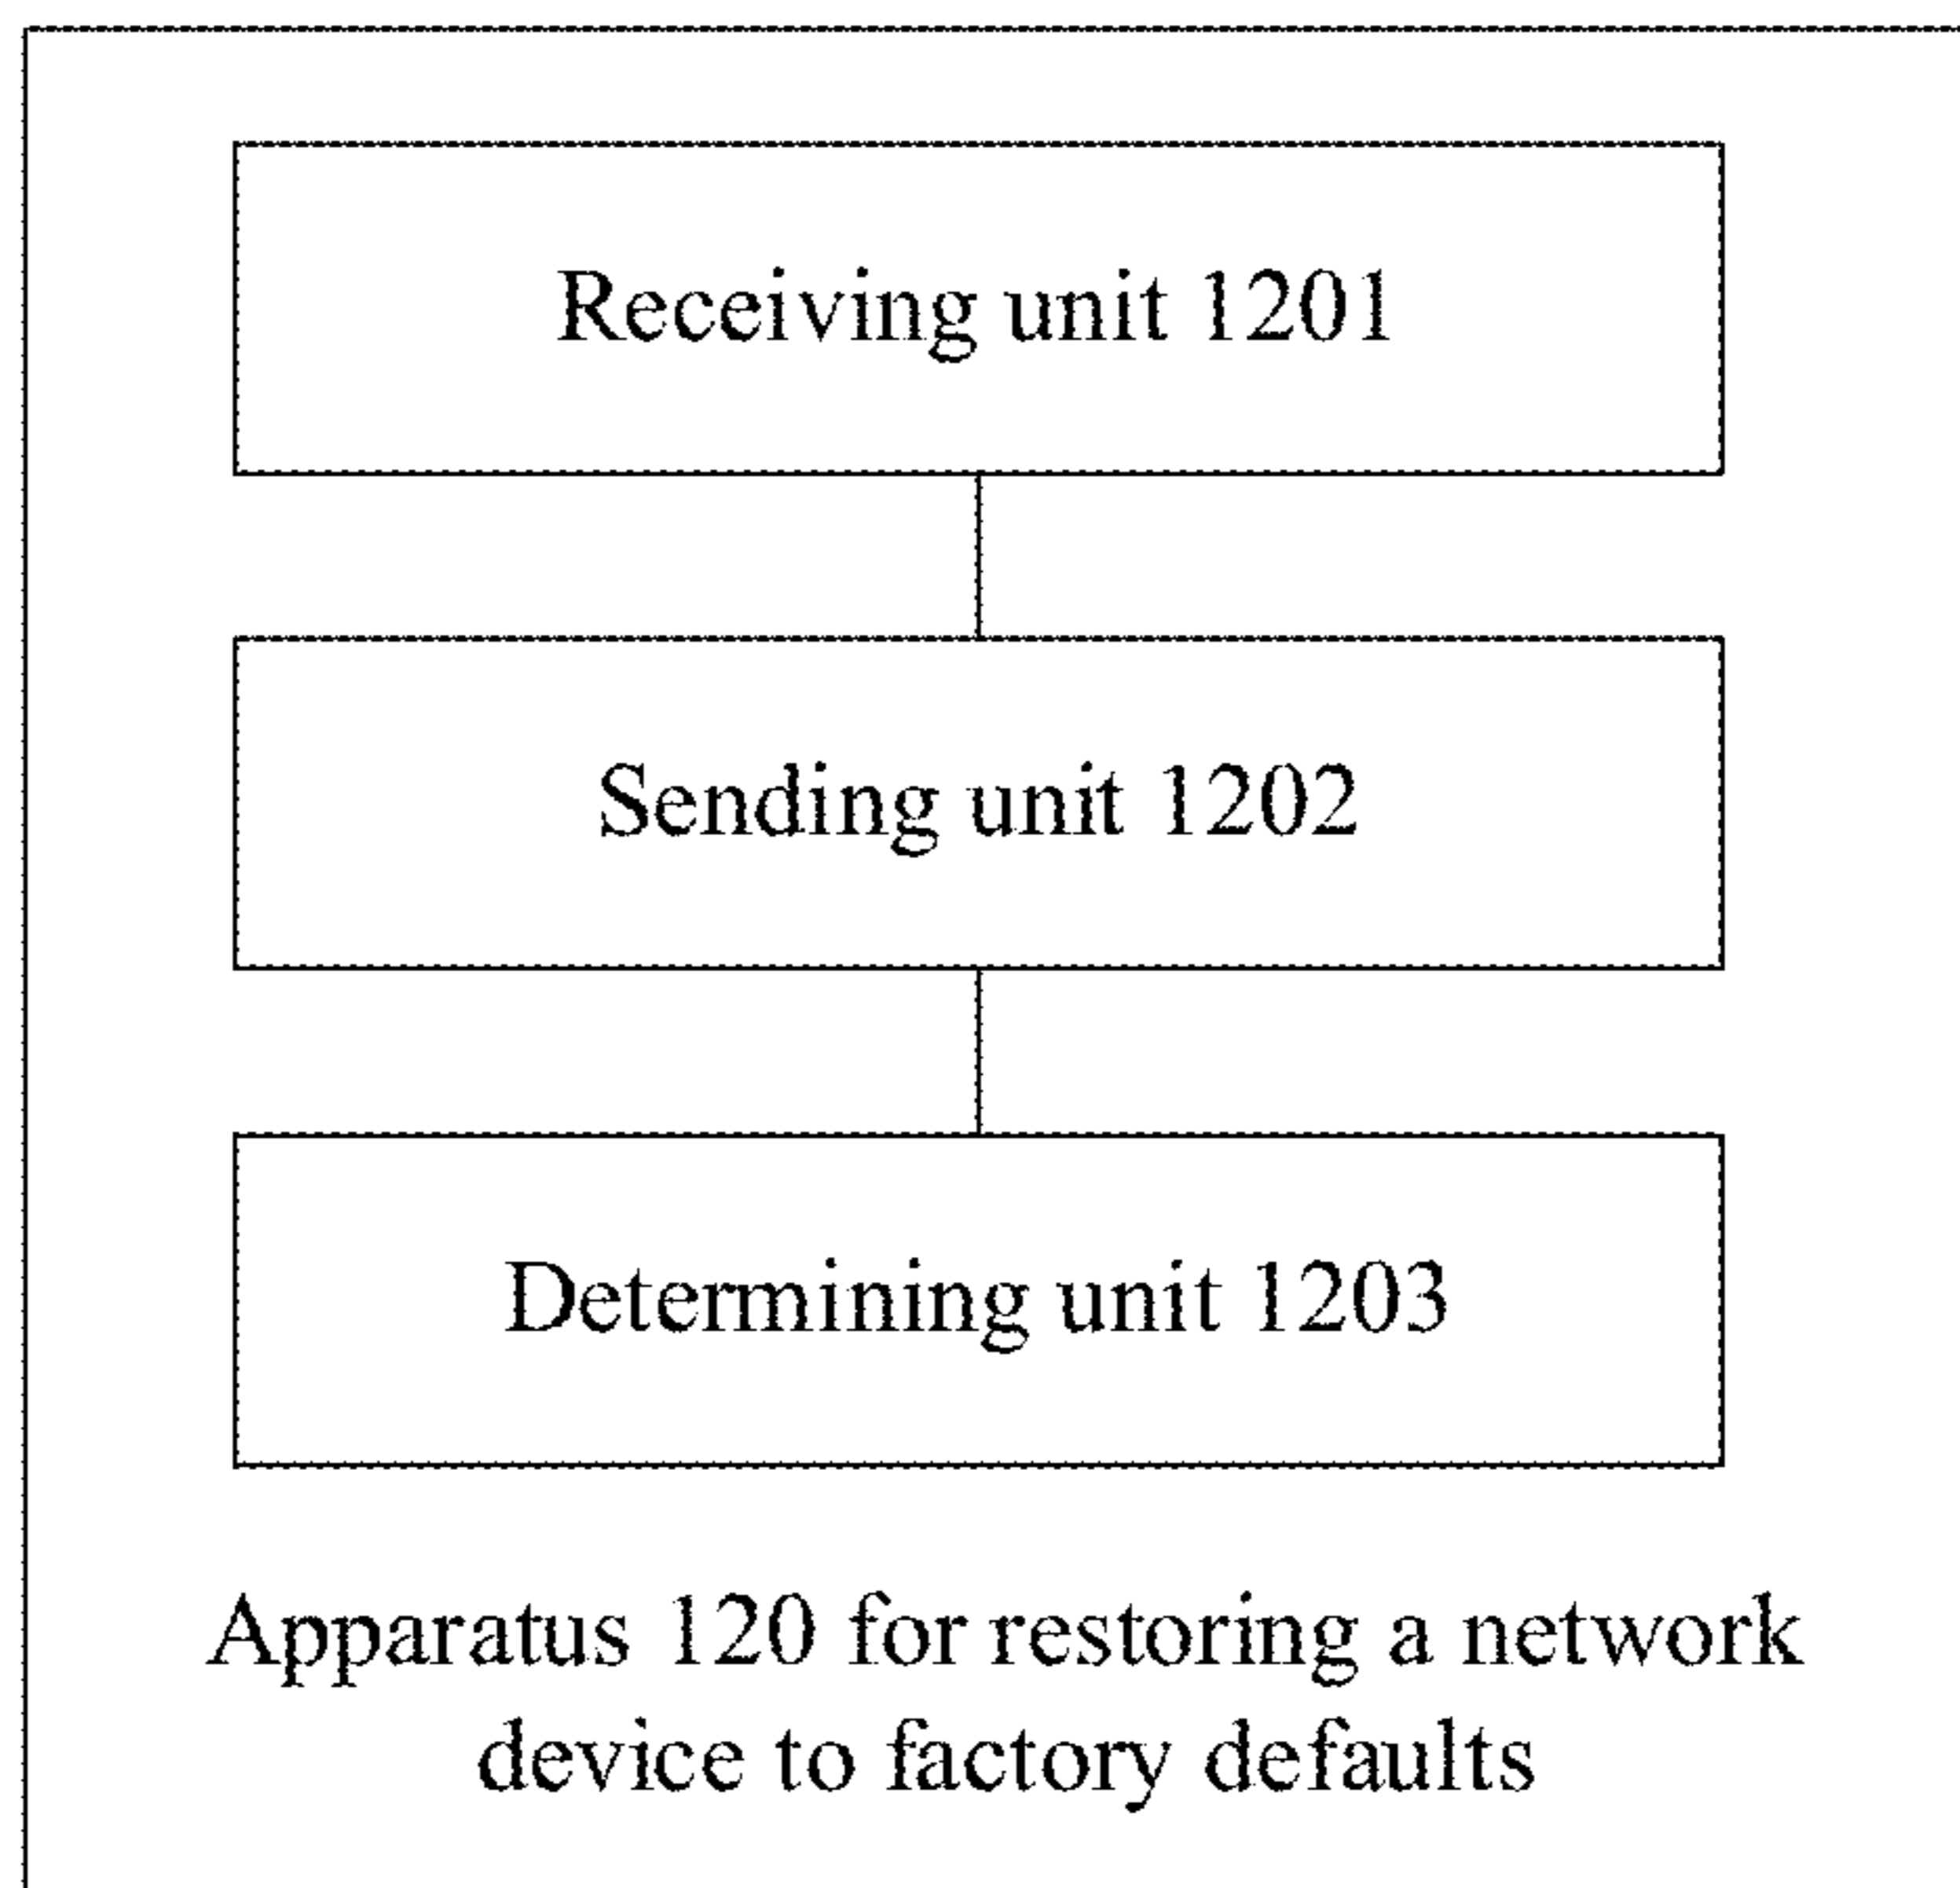 Receiving unit 1201
Sending unit 1202
Determining unit 1203
Apparatus 120 for restoring a network
device to factory defaults